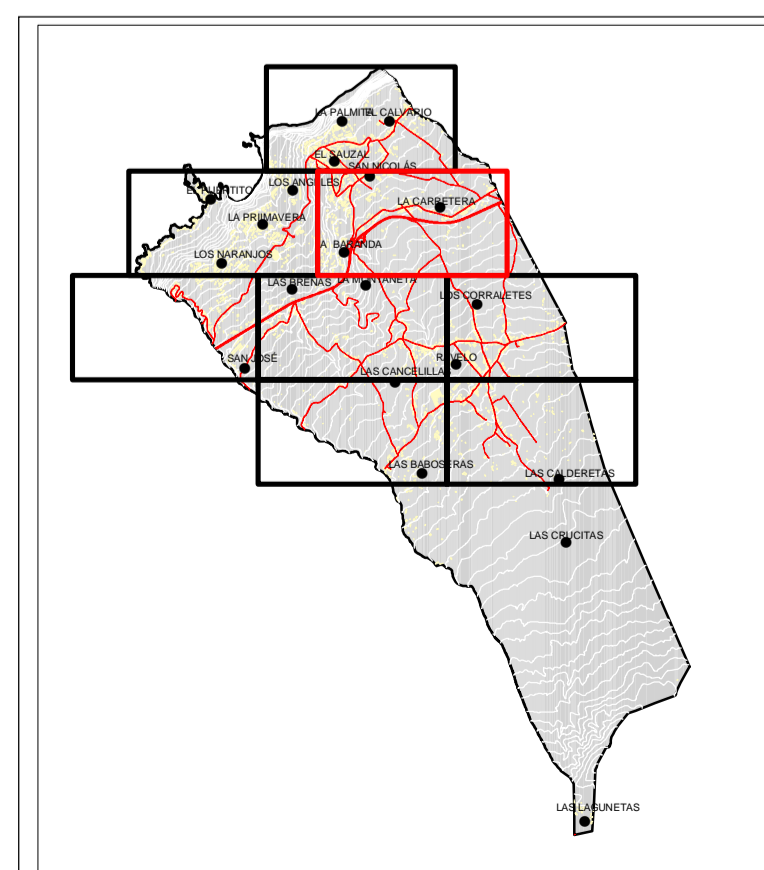 LA PALMITA
EL CALVARIO
EL SAUZAL
SAN NICOLÁS
LOS ANGELES
EL PUERTITO
LA CARRETERA
LA PRIMAVERA
LA BARANDA
LOS NARANJOS
LA MONTAÑETA
LAS BREÑAS
LOS CORRALETES
SAN JOSÉ
RAVELO
LAS CANCELILLAS
LAS BABOSERAS
LAS CALDERETAS
LAS CRUCITAS
LAS LAGUNETAS